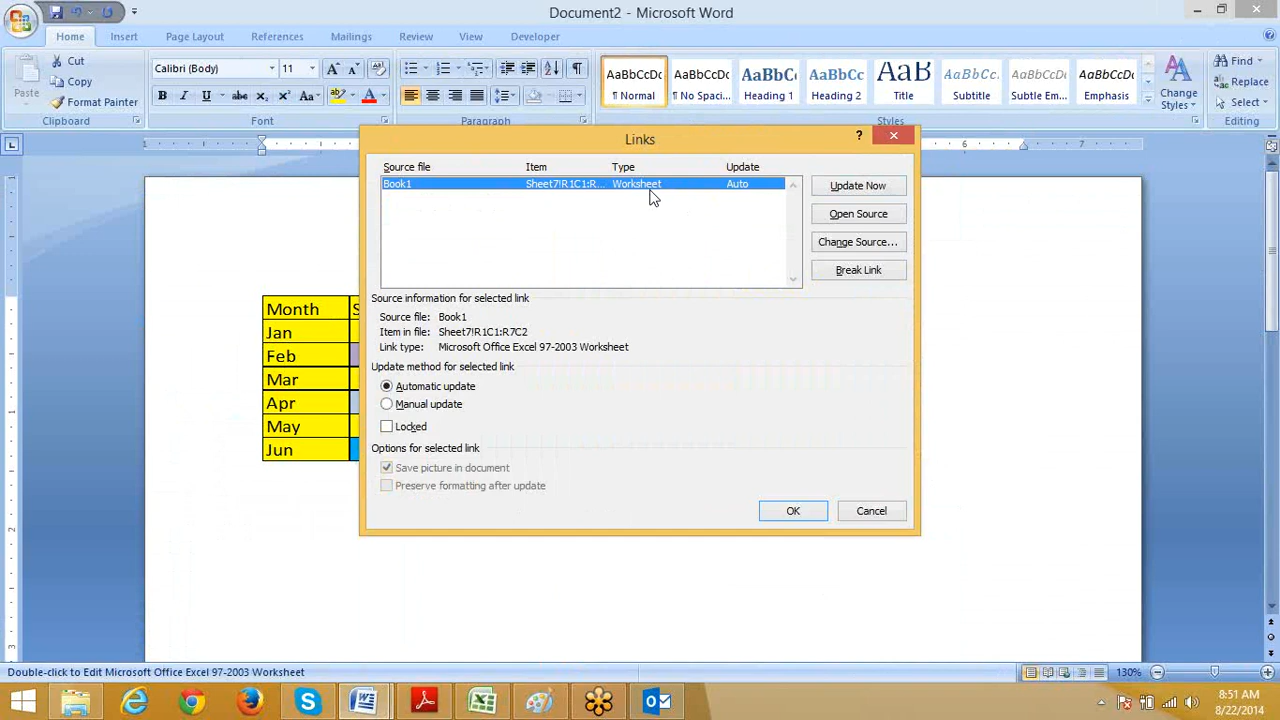 Document2 - Microsoft Word
Home Insert Page Layout References Mailings Review View Developer
Paste
Cut
Copy
Format Painter
Clipboard
Calibri (Body) 11
Font
Paragraph
AaBbCcDc AaBbCcDc AaBbCc AaBbCc AaB AaBbCc. AaBbCcDc AaBbCcDc
¶ Normal ¶ No Spaci... Heading 1 Heading 2 Title Subtitle Subtle Em... Emphasis
Change Styles
Styles
Find
Replace
Select
Editing
1 6 7
Links
Source file Item Type Update
Book1 Sheet7!R1C1:R... Worksheet Auto
Update Now
Open Source
Change Source...
Break Link
Source information for selected link
Source file: Book1
Item in file: Sheet7!R1C1:R7C2
Link type: Microsoft Office Excel 97-2003 Worksheet
Update method for selected link
Automatic update
Manual update
Locked
Options for selected link
Save picture in document
Preserve formatting after update
OK Cancel
Month S
Jan
Feb
Mar
Apr
May
Jun
Double-click to Edit Microsoft Office Excel 97-2003 Worksheet
130%
8:51 AM
8/22/2014